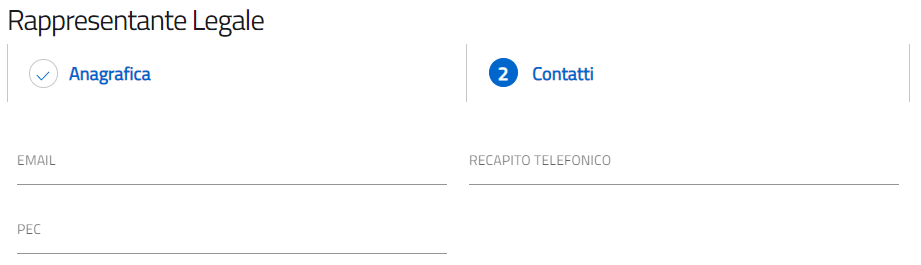 Rappresentante Legale
Anagrafica
2 Contatti
EMAIL
RECAPITO TELEFONICO
PEC